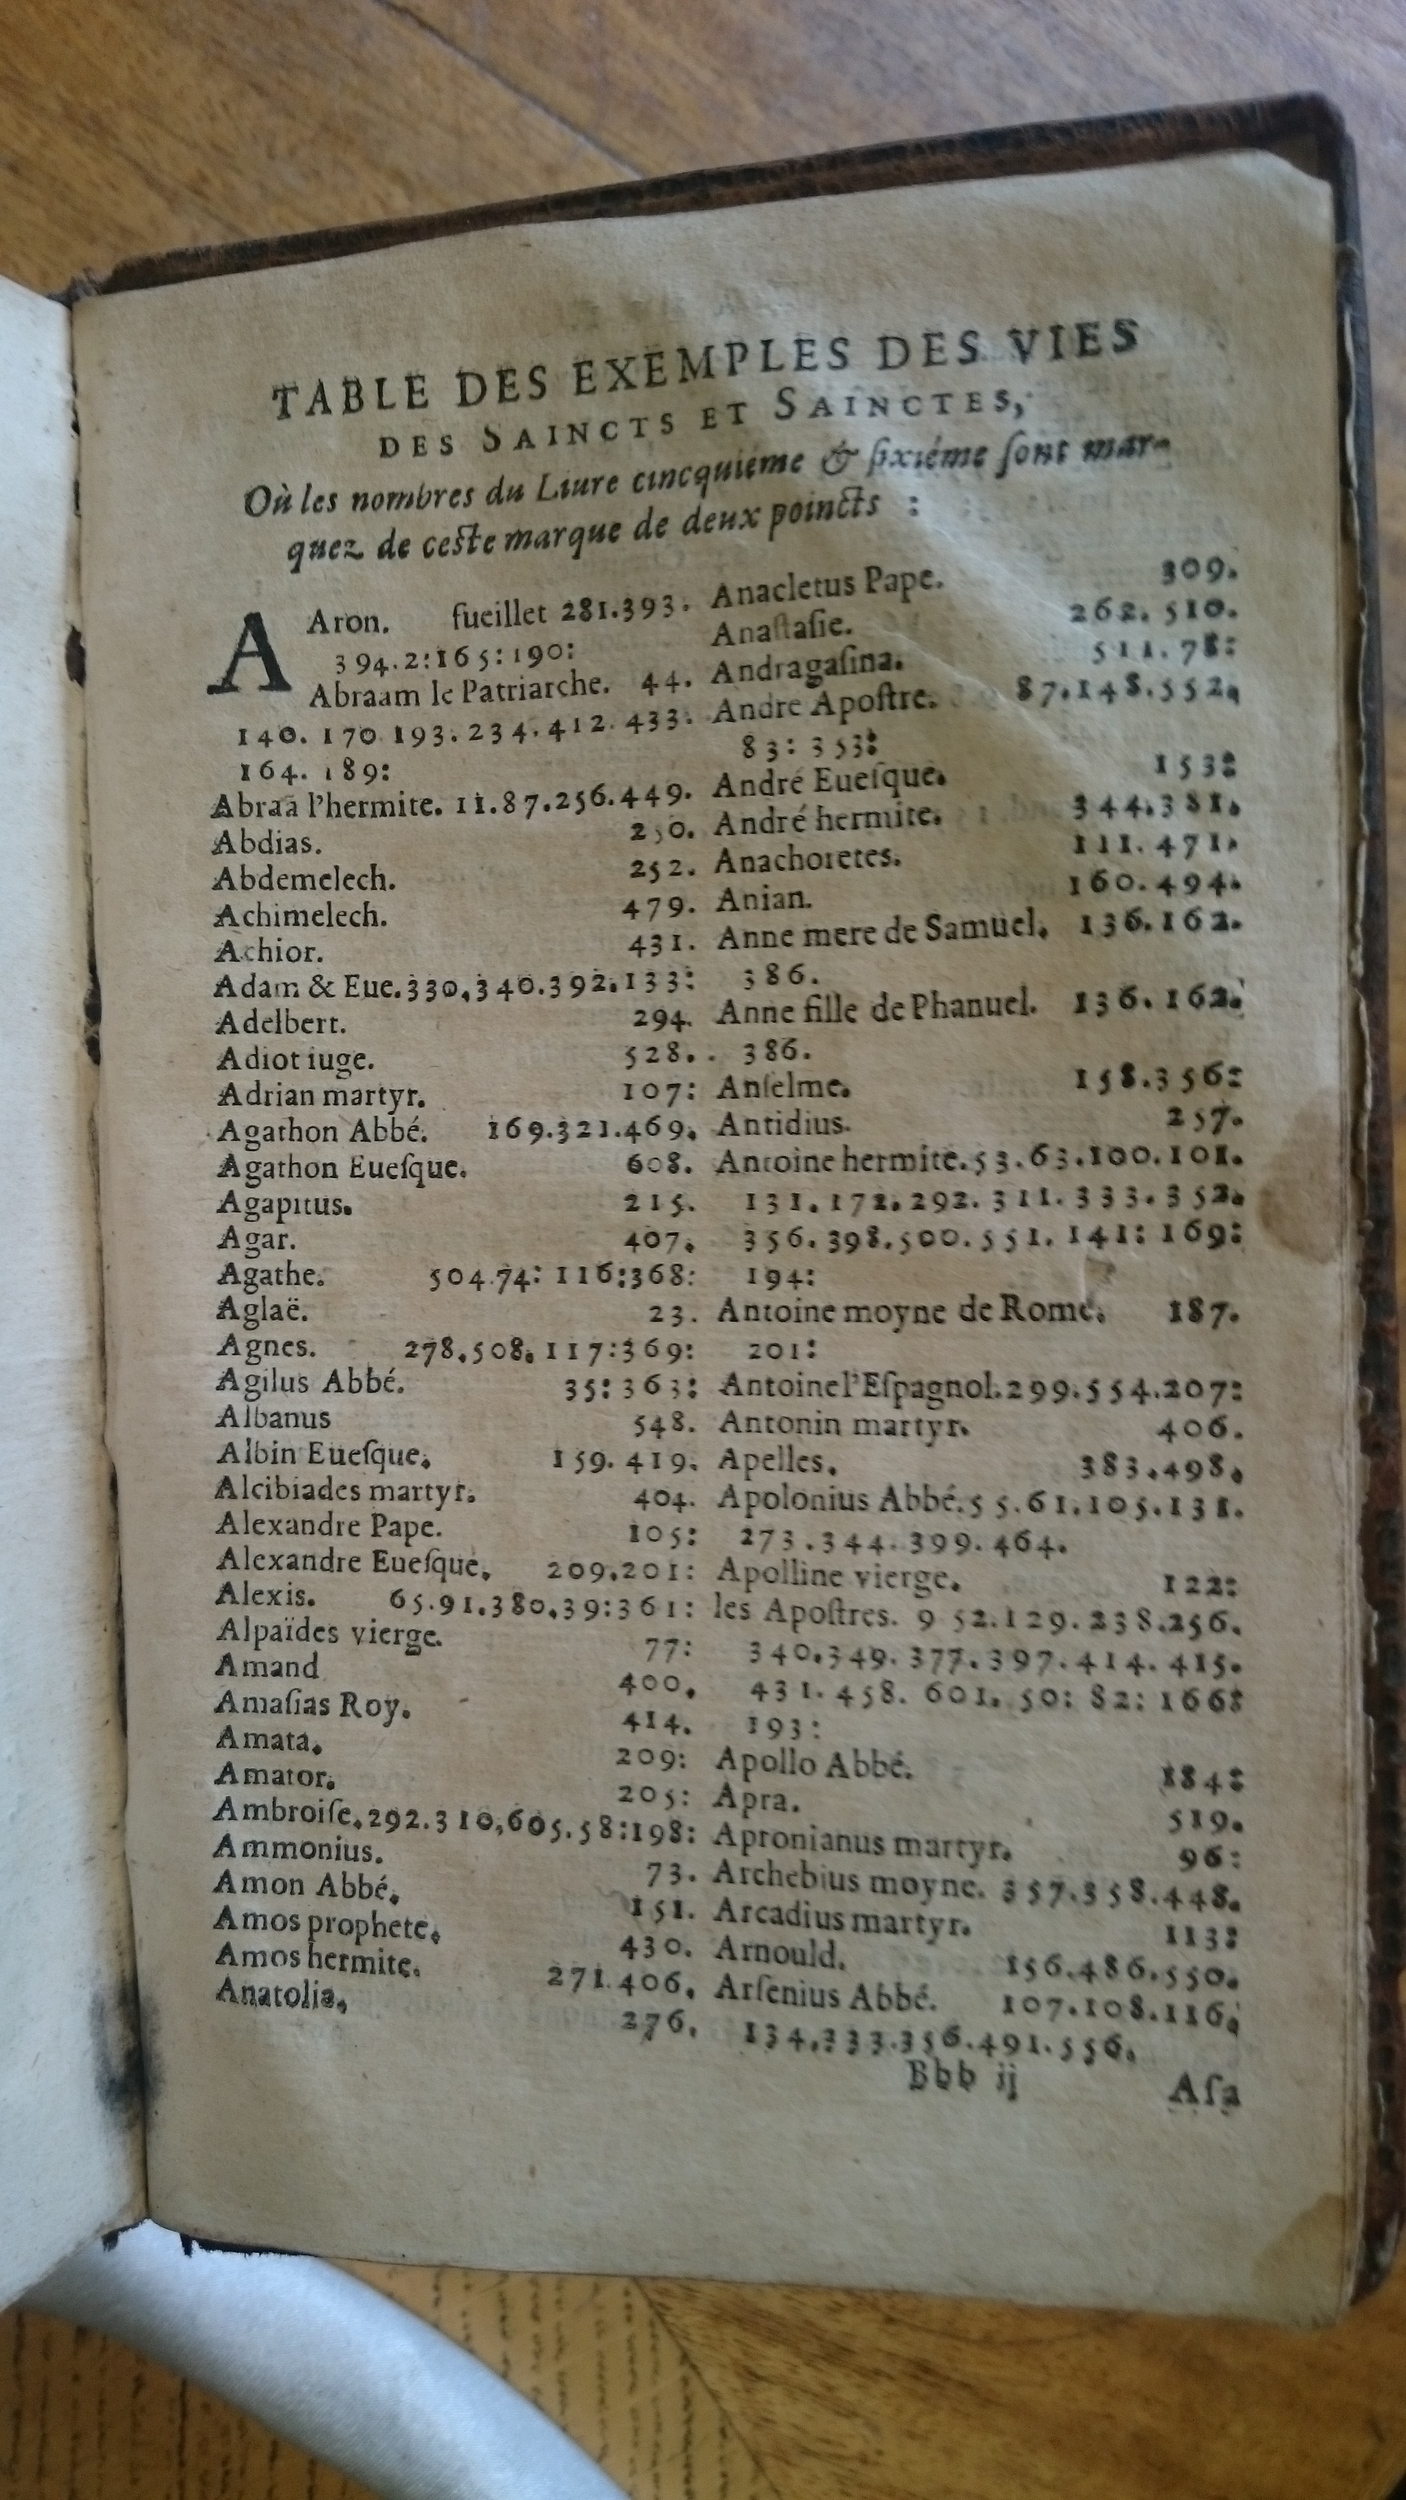 TABLE DES EXEMPLES DES VIES
DES SAINCTS ET SAINCTES,
Où les nombres du Liure cincquiéme & ſixiéme ſont mar-
quez de ceſte marque de deux poincts :
AAron. fueillet 281.393.
394.2:165:190:
Abraam le Patriarche. 44.
140. 170 193. 234. 412. 433.
164. 189:
Abraā l'hermite. 11.87.256.449.
Abdias.
Abdemelech. 252.
Achimelech. 479.
Achior. 431.
Adam & Eue.330.340.392.133:
Adelbert. 294.
Adiot iuge. 528.
Adrian martyr. 107:
Agathon Abbé. 169.321.469.
Agathon Eueſque. 608.
Agapitus. 215.
Agar. 407.
Agathe. 504.74: 116:368:
Aglaë. 23.
Agnes. 278.508.117:369:
Agilus Abbé. 35: 363:
Albanus 548.
Albin Eueſque. 159. 419.
Alcibiades martyr. 404.
Alexandre Pape. 105:
Alexandre Eueſque. 209.201:
Alexis. 65.91.380.39:361:
Alpaïdes vierge. 77:
Amand 400.
Amaſias Roy. 414.
Amata. 209:
Amator. 205:
Ambroiſe.292.310.605.58:198:
Ammonius. 73.
Amon Abbé. 151.
Amos prophete. 430.
Amos hermite. 271.406.
Anatolia. 276.
Anacletus Pape. 309.
Anaſtaſie. 262. 510.
Andragaſina. 511. 78:
Andre Apoſtre. 87.148.552.
83: 353:
André Eueſque. 153:
André hermite. 344.381.
Anachoretes. 111. 471.
Anian. 160.494.
Anne mere de Samuel. 136.162.
386.
Anne fille de Phanuel. 136. 162.
386.
Anſelme. 158.356:
Antidius. 257.
Antoine hermite.53.63.100.101.
131. 172. 292. 311. 333. 352.
356. 398.500.551. 141: 169:
194:
Antoine moyne de Rome. 187.
201:
Antoinel'Eſpagnol.299.554.207:
Antonin martyr. 406.
Apelles. 383.498.
Apolonius Abbé.55.61.105.131.
273.344.399.464.
Apolline vierge. 122:
les Apoſtres. 9 52.129.238.256.
340.349. 377.397.414. 415.
431. 458. 601. 50: 82: 166:
193:
Apollo Abbé. 184:
Apra. 519.
Apronianus martyr. 96:
Archebius moyne. 357.358.448.
Arcadius martyr. 113:
Arnould. 156.486.550.
Arſenius Abbé. 107.108.116.
134.333.356.491.556.
Bbb ij Aſa